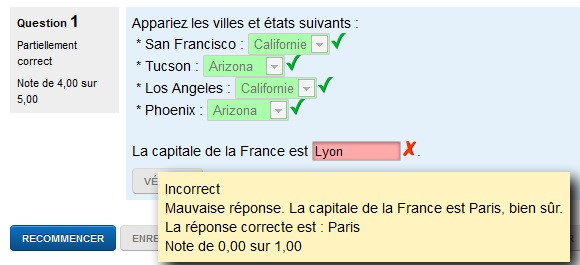 Question 1
Partiellement
correct
Note de 4,00 sur
5,00
Appariez les villes et états suivants :
* San Francisco : Californie
* Tucson : Arizona
* Los Angeles : Californie
* Phoenix : Arizona
La capitale de la France est Lyon .
VÉ
Incorrect
Mauvaise réponse. La capitale de la France est Paris, bien sûr.
La réponse correcte est : Paris
Note de 0,00 sur 1,00
RECOMMENCER
ENRE